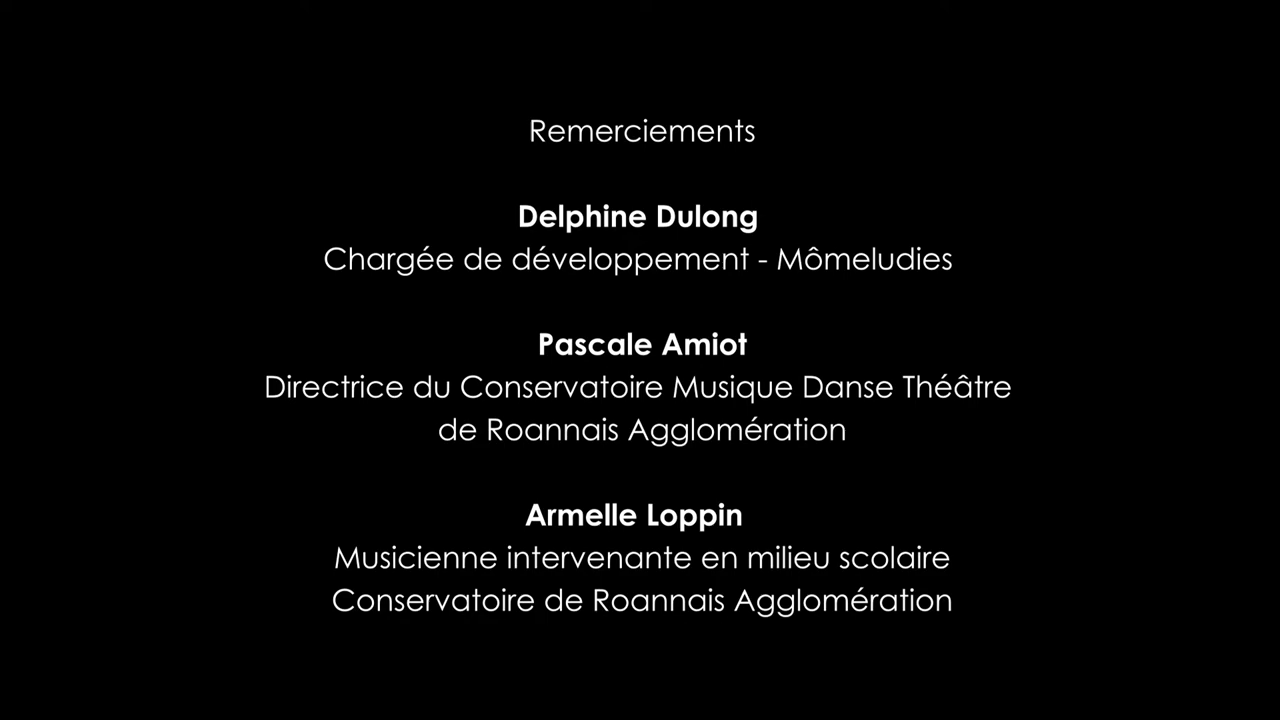 Remerciements
Delphine Dulong
Chargée de développement - Mômeludies
Pascale Amiot
Directrice du Conservatoire Musique Danse Théâtre
de Roannais Agglomération
Armelle Loppin
Musicienne intervenante en milieu scolaire
Conservatoire de Roannais Agglomération